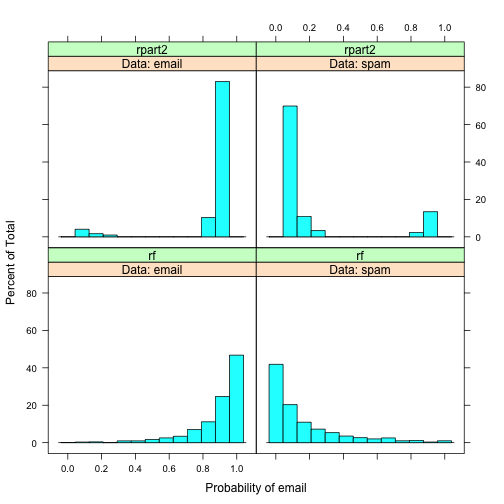 0.0 0.2 0.4 0.6 0.8 1.0
rpart2 rpart2
Data: email Data: spam
80
60
40
20
0
rf rf
Data: email Data: spam
80
60
40
20
0
0.0 0.2 0.4 0.6 0.8 1.0
Percent of Total
Probability of email